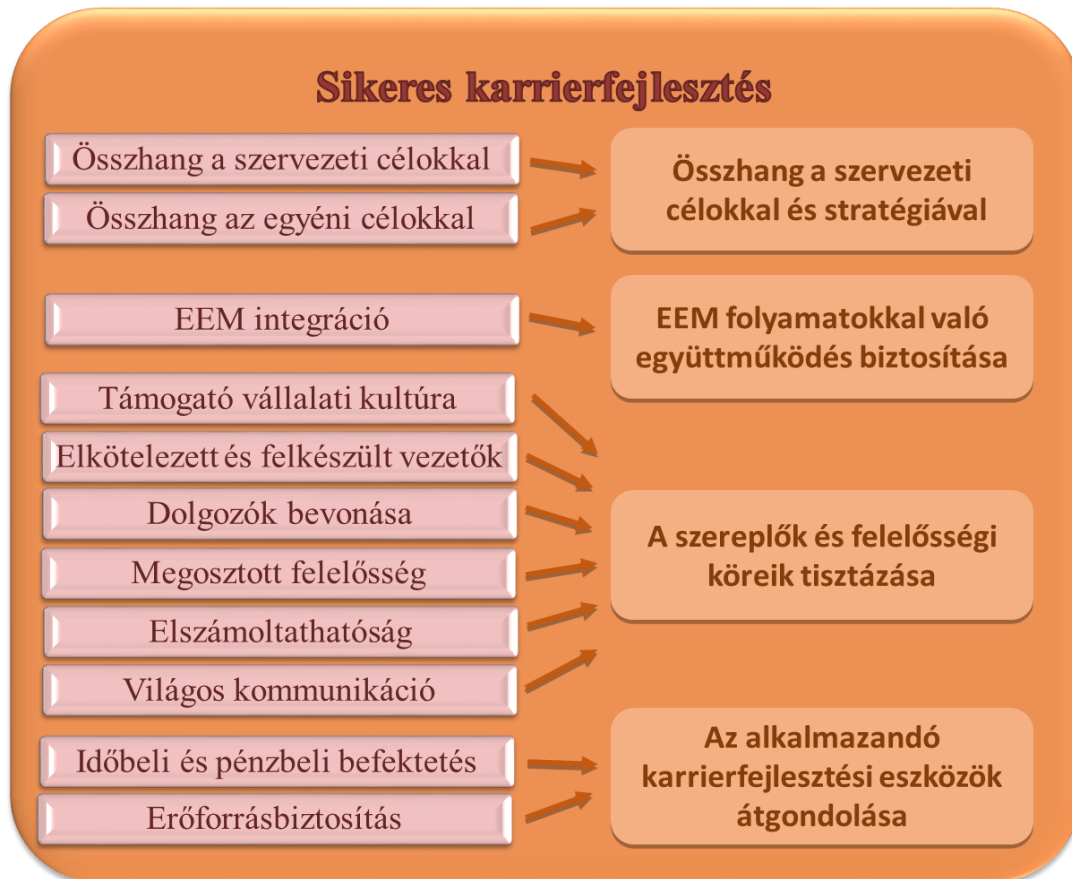 Sikeres karrierfejlesztés
Összhang a szervezeti célokkal
Összhang az egyéni célokkal
Összhang a szervezeti
célokkal és stratégiával
EEM integráció
EEM folyamatokkal való
együttműködés biztosítása
Támogató vállalati kultúra
Elkötelezett és felkészült vezetők
Dolgozók bevonása
Megosztott felelősség
Elszámoltathatóság
Világos kommunikáció
A szereplők és felelősségi
köreik tisztázása
Időbeli és pénzbeli befektetés
Erőforrásbiztosítás
Az alkalmazandó
karrierfejlesztési eszközök
átgondolása